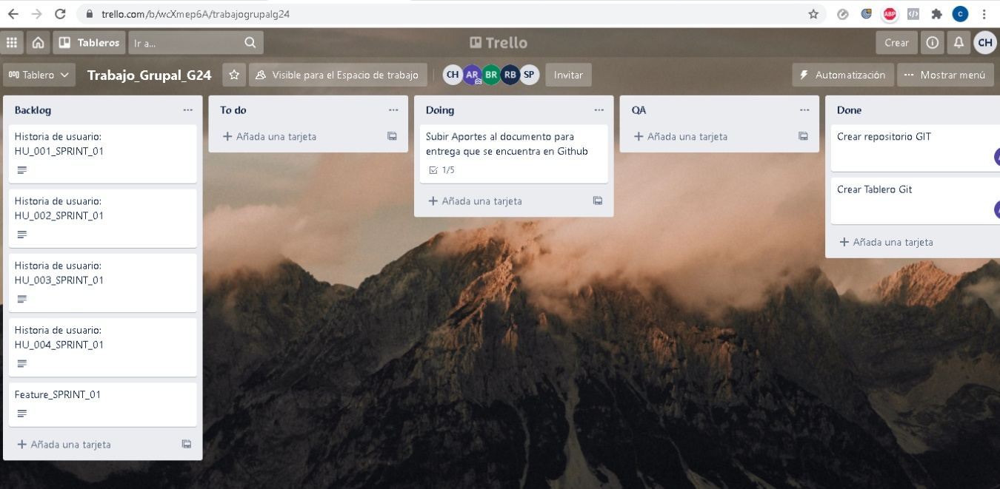 trello.com/b/wcXmep6A/trabajogrupalg24
ABP
C
Tableros
Ir a...
Trello
Crear
CH
Tablero
Trabajo_Grupal_G24
Visible para el Espacio de trabajo
CH AR BR RB SP
Invitar
Automatización
Mostrar menú
Backlog
Historia de usuario:
HU_001_SPRINT_01
Historia de usuario:
HU_002_SPRINT_01
Historia de usuario:
HU_003_SPRINT_01
Historia de usuario:
HU_004_SPRINT_01
Feature_SPRINT_01
Añada una tarjeta
To do
Añada una tarjeta
Doing
Subir Aportes al documento para
entrega que se encuentra en Github
1/5
Añada una tarjeta
QA
Añada una tarjeta
Done
Crear repositorio GIT
Crear Tablero Git
Añada una tarjeta